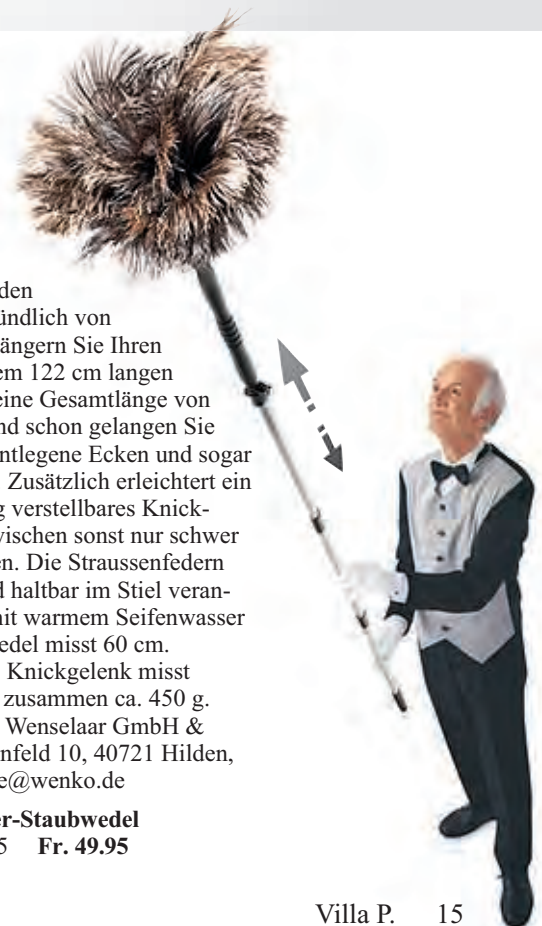 den
ündlich von
ängern Sie Ihren
em 122 cm langen
eine Gesamtlänge von
nd schon gelangen Sie
ntlegene Ecken und sogar
Zusätzlich erleichtert ein
g verstellbares Knick-
wischen sonst nur schwer
en. Die Straussenfedern
d haltbar im Stiel veran-
mit warmem Seifenwasser
edel misst 60 cm.
Knickgelenk misst
zusammen ca. 450 g.
Wenselaar GmbH &
nfeld 10, 40721 Hilden,
e@wenko.de
er-Staubwedel
5 Fr. 49.95
Villa P. 15